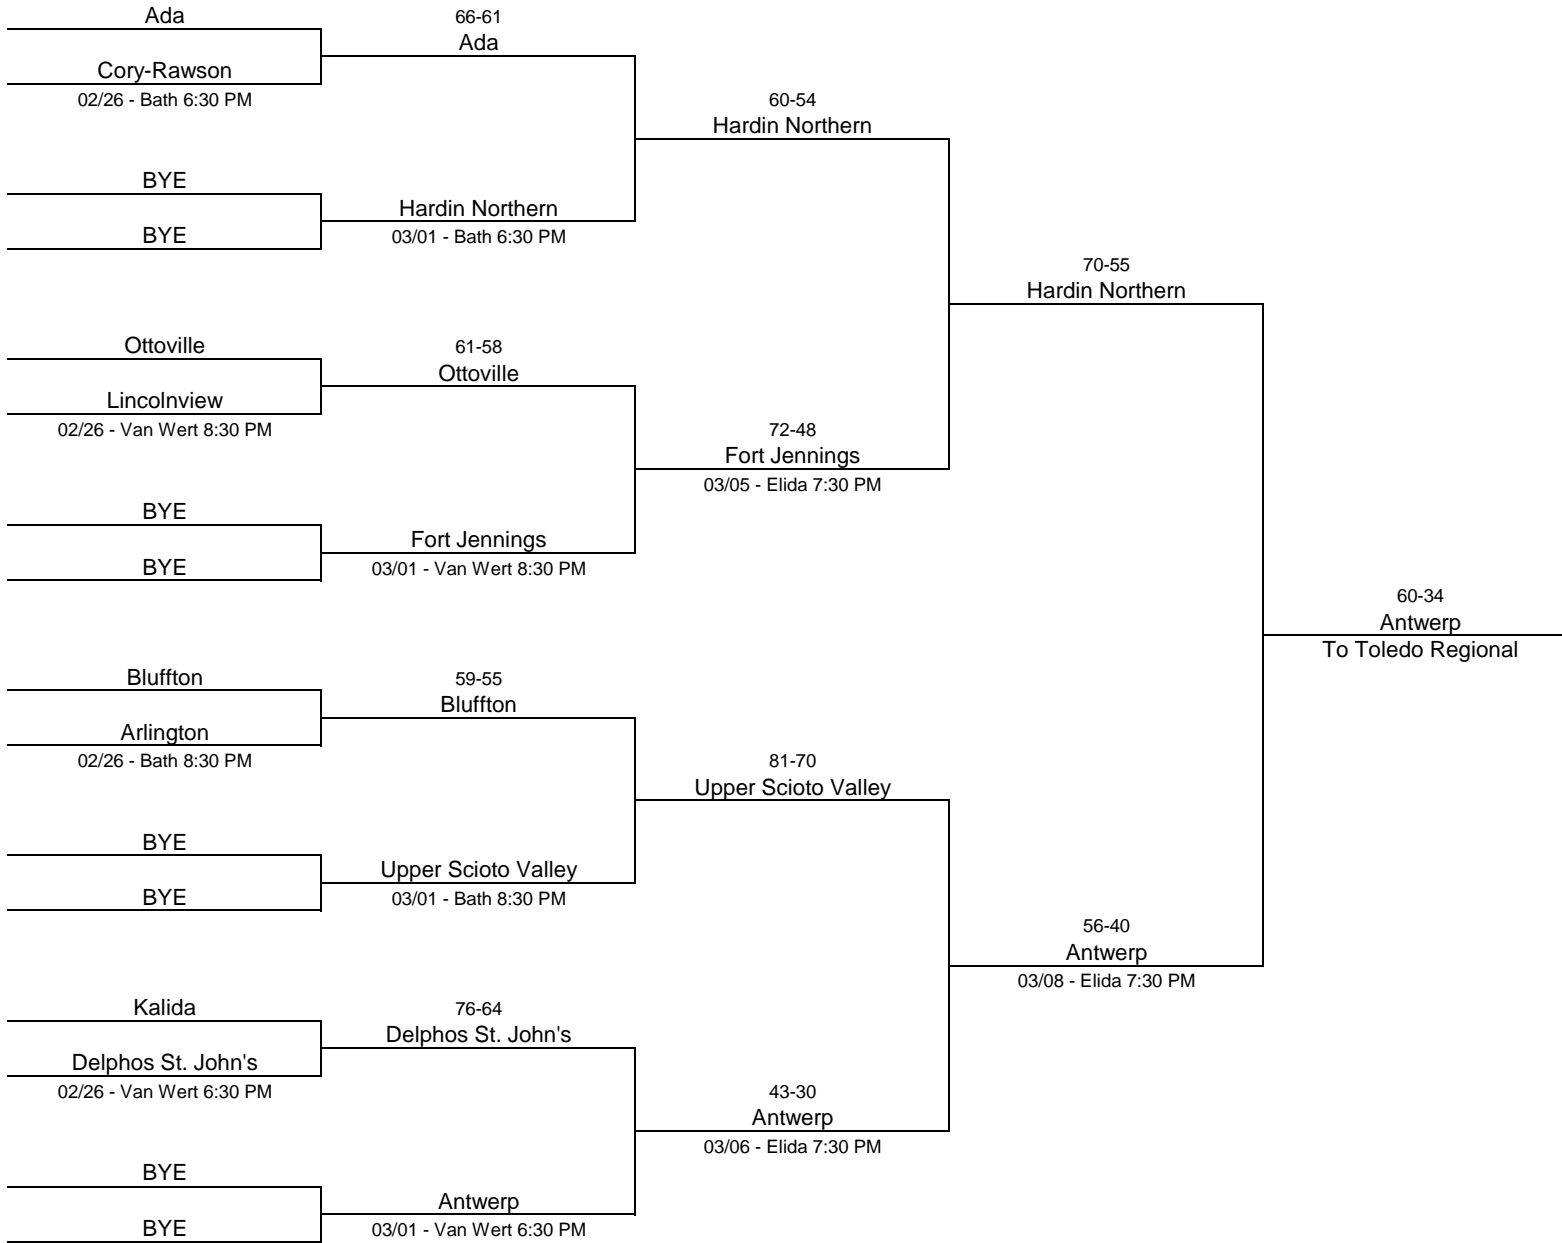 Ada
66-61
Ada
Cory-Rawson
02/26 - Bath 6:30 PM
60-54
Hardin Northern
BYE
Hardin Northern
BYE
03/01 - Bath 6:30 PM
70-55
Hardin Northern
Ottoville
61-58
Ottoville
Lincolnview
02/26 - Van Wert 8:30 PM
72-48
Fort Jennings
03/05 - Elida 7:30 PM
BYE
Fort Jennings
BYE
03/01 - Van Wert 8:30 PM
60-34
Antwerp
To Toledo Regional
Bluffton
59-55
Bluffton
Arlington
02/26 - Bath 8:30 PM
81-70
Upper Scioto Valley
BYE
Upper Scioto Valley
BYE
03/01 - Bath 8:30 PM
56-40
Antwerp
03/08 - Elida 7:30 PM
Kalida
76-64
Delphos St. John's
Delphos St. John's
02/26 - Van Wert 6:30 PM
43-30
Antwerp
03/06 - Elida 7:30 PM
BYE
Antwerp
BYE
03/01 - Van Wert 6:30 PM